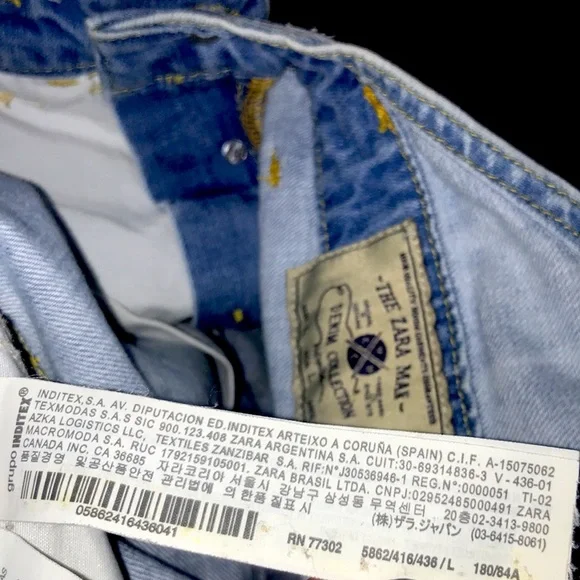 -THE ZARA MAN-
DENIM COLLECTION
grupo INDITEX®
INDITEX,S.A. AV. DIPUTACION ED.INDITEX ARTEIXO A CORUÑA (SPAIN) C.I.F. A-15075062
TEXMODAS S.A.S SIC 900.123.408 ZARA ARGENTINA S.A. CUIT:30-69314836-3 V - 436-01
AZKA LOGISTICS LLC, TEXTILES ZANZIBAR S.A. RIF:N°J30536946-1 REG.N°:0000051 TI-02
MACROMODA S.A. RUC 1792159105001. ZARA BRASIL LTDA. CNPJ:02952485000491 ZARA
CANADA INC. CA 36695
품질경영 및 공산품안전 자라코리아 서울시 강남구 삼성동 무역센터 20층 02-3413-9800
관리법에 의한품질표시
(株) ザラ.ジャパン (03-6415-8061)
05862416436041
RN 77302
5862/416/436 / L
180/84A